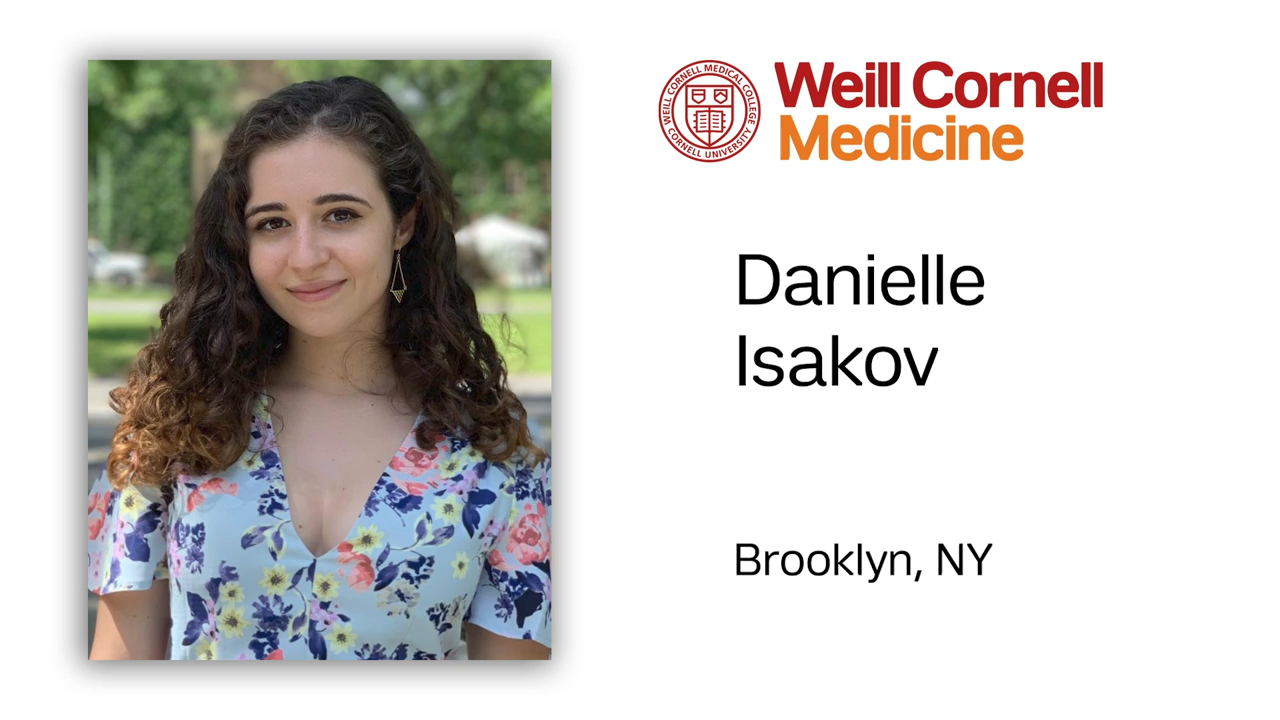 WEILL CORNELL MEDICAL COLLEGE
CORNELL UNIVERSITY
Weill Cornell
Medicine
Danielle
Isakov
Brooklyn, NY